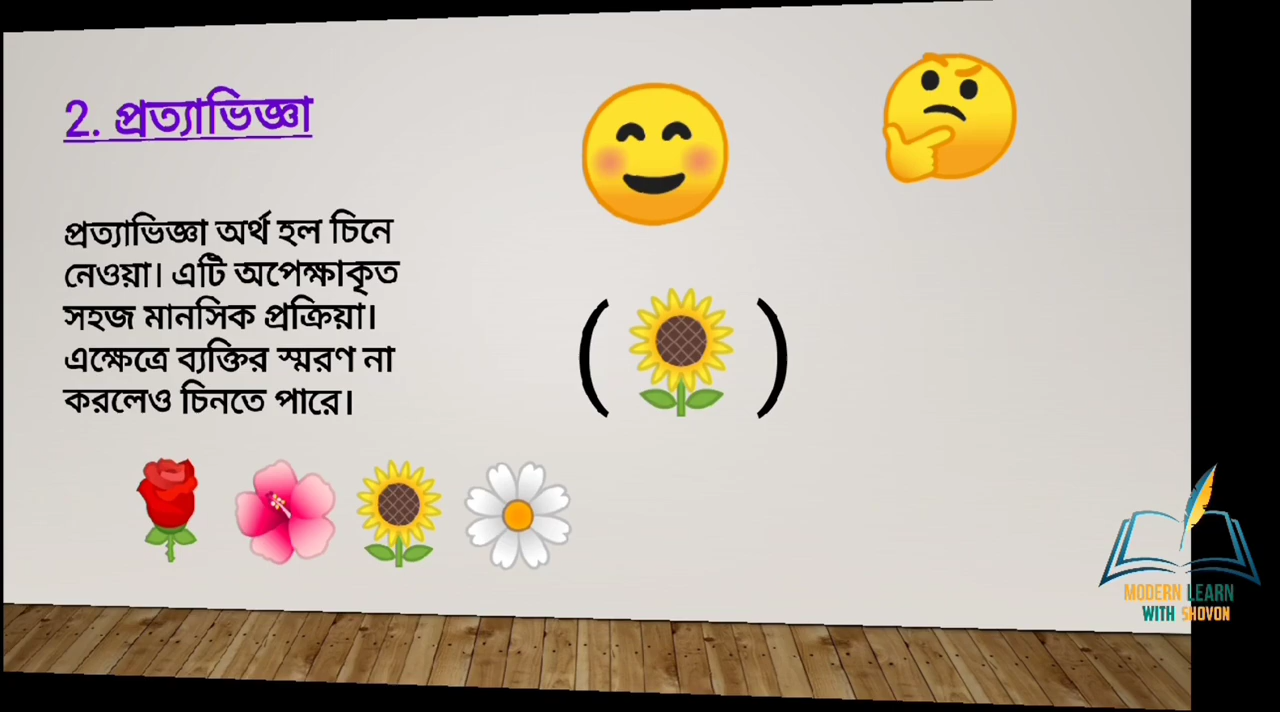 2. প্রত্যাভিজ্ঞা
প্রত্যাভিজ্ঞা অর্থ হল চিনে
নেওয়া। এটি অপেক্ষাকৃত
সহজ মানসিক প্রক্রিয়া।
এক্ষেত্রে ব্যক্তির স্মরণ না
করলেও চিনতে পারে।
( )
MODERN LEARN
WITH SHOVON